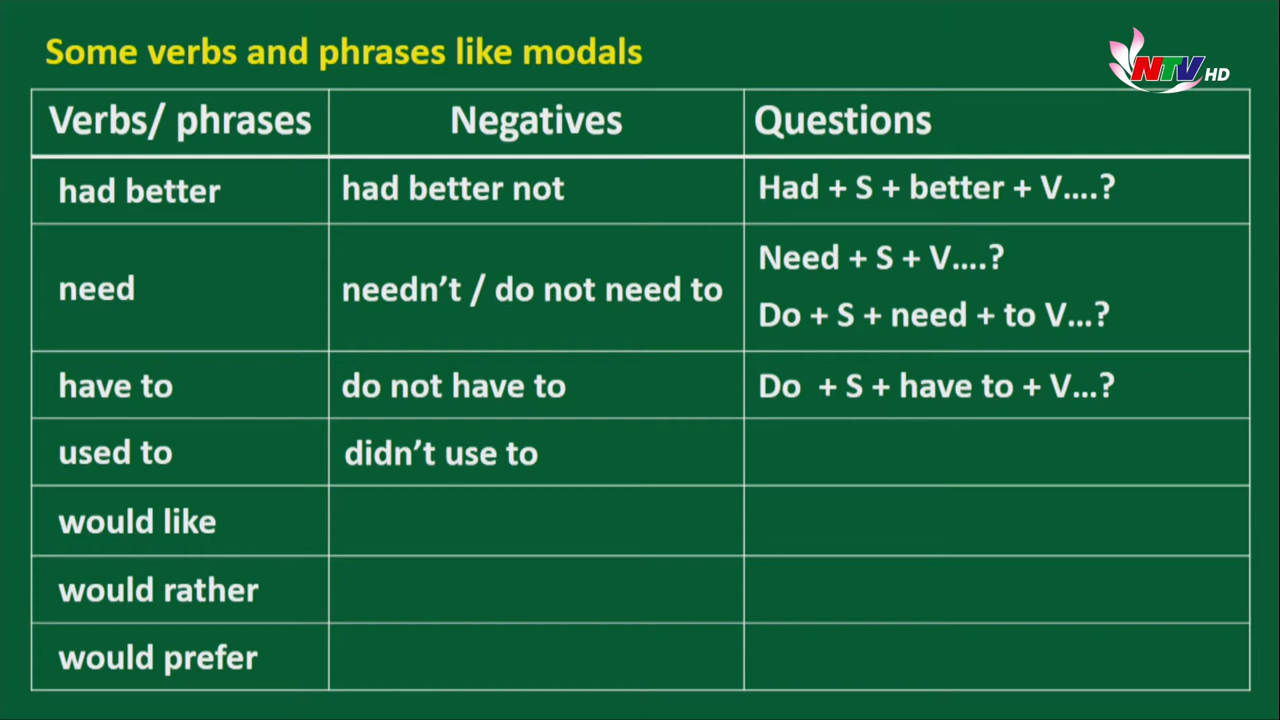 Some verbs and phrases like modals
NTV HD
Verbs/ phrases Negatives Questions
had better had better not Had + S + better + V....?
need needn't / do not need to Need + S + V....?
Do + S + need + to V...?
have to do not have to Do + S + have to + V...?
used to didn't use to
would like
would rather
would prefer